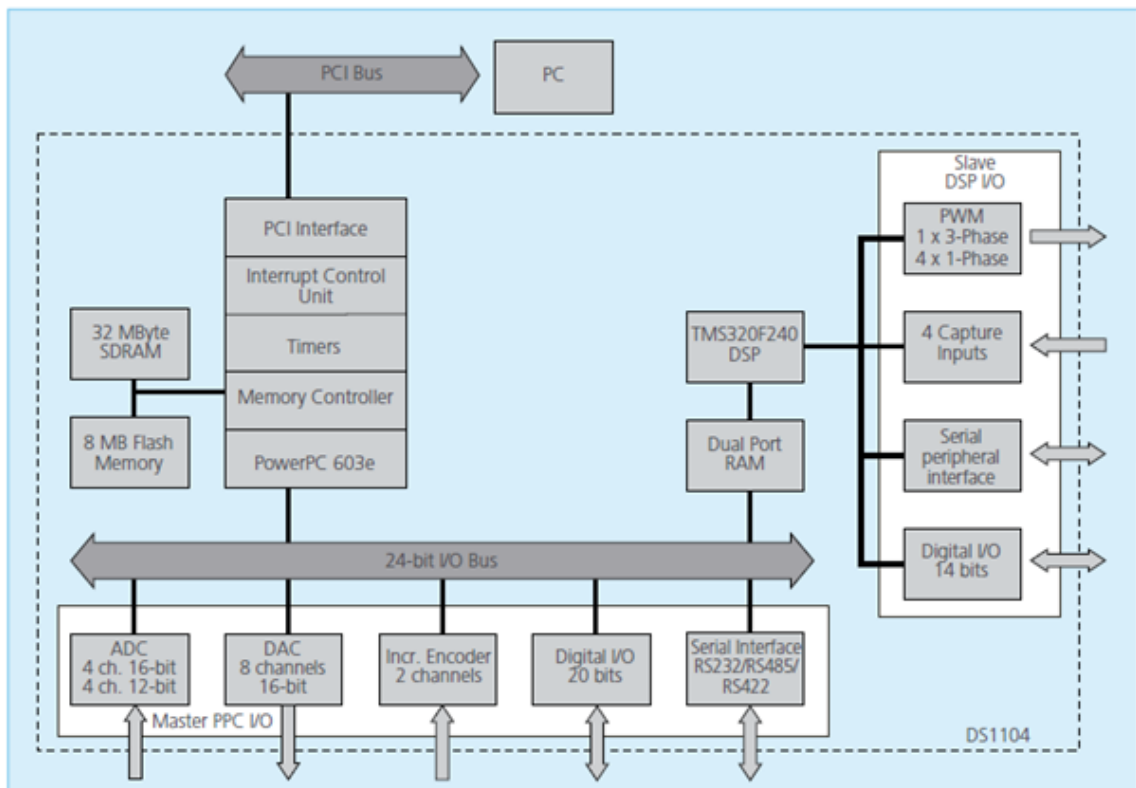 PCI Bus
PC
Slave
DSP I/O
PWM
1 x 3-Phase
4 x 1-Phase
PCI Interface
Interrupt Control
Unit
32 MByte
SDRAM
Timers
TMS320F240
DSP
4 Capture
Inputs
Memory Controller
8 MB Flash
Memory
PowerPC 603e
Dual Port
RAM
Serial
peripheral
interface
24-bit I/O Bus
Digital I/O
14 bits
ADC
4 ch. 16-bit
4 ch. 12-bit
DAC
8 channels
16-bit
Incr. Encoder
2 channels
Digital I/O
20 bits
Serial Interface
RS232/RS485/
RS422
Master PPC I/O
DS1104